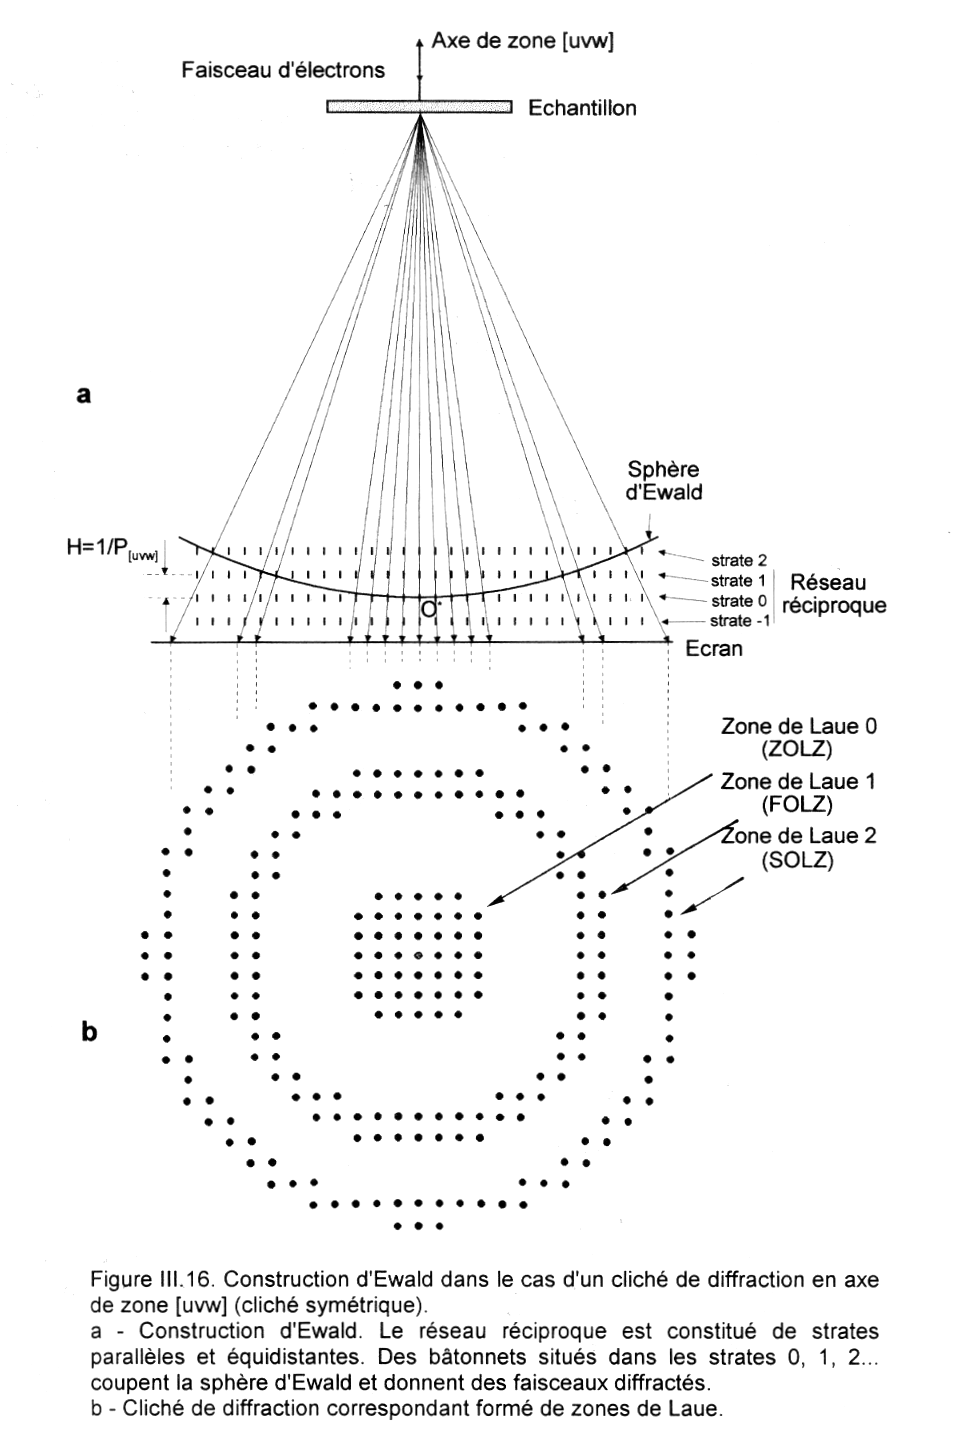 Axe de zone [uvw]
Faisceau d'électrons
Echantillon
a
Sphère
d'Ewald
H=1/P[uvw]
strate 2
strate 1
strate 0
strate -1
Réseau
réciproque
O*
Ecran
Zone de Laue 0
(ZOLZ)
Zone de Laue 1
(FOLZ)
Zone de Laue 2
(SOLZ)
b
Figure III.16. Construction d'Ewald dans le cas d'un cliché de diffraction en axe
de zone [uvw] (cliché symétrique).
a - Construction d'Ewald. Le réseau réciproque est constitué de strates
parallèles et équidistantes. Des bâtonnets situés dans les strates 0, 1, 2...
coupent la sphère d'Ewald et donnent des faisceaux diffractés.
b - Cliché de diffraction correspondant formé de zones de Laue.